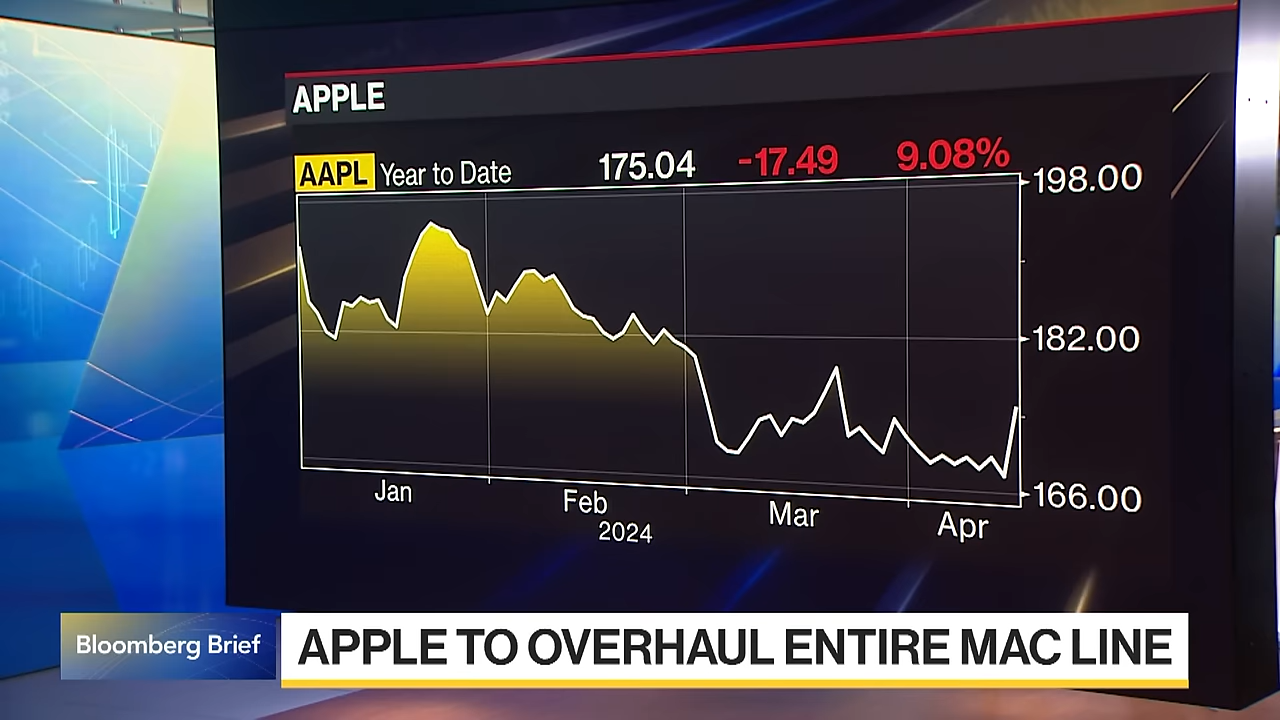 APPLE
AAPL Year to Date 175.04 -17.49 9.08%
198.00
182.00
166.00
Jan Feb Mar Apr
2024
Bloomberg Brief
APPLE TO OVERHAUL ENTIRE MAC LINE